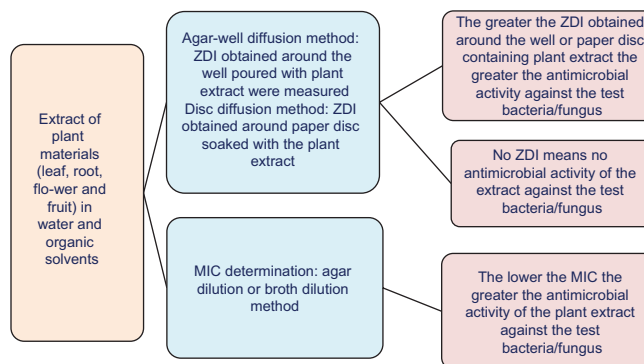 Extract of
plant
materials
(leaf, root,
flo-wer and
fruit) in
water and
organic
solvents
Agar-well diffusion method:
ZDI obtained around the
well poured with plant
extract were measured
Disc diffusion method: ZDI
obtained around paper disc
soaked with the plant
extract
MIC determination: agar
dilution or broth dilution
method
The greater the ZDI obtained
around the well or paper disc
containing plant extract the
greater the antimicrobial
activity against the test
bacteria/fungus
No ZDI means no
antimicrobial activity of the
extract against the test
bacteria/fungus
The lower the MIC the
greater the antimicrobial
activity of the plant extract
against the test
bacteria/fungus